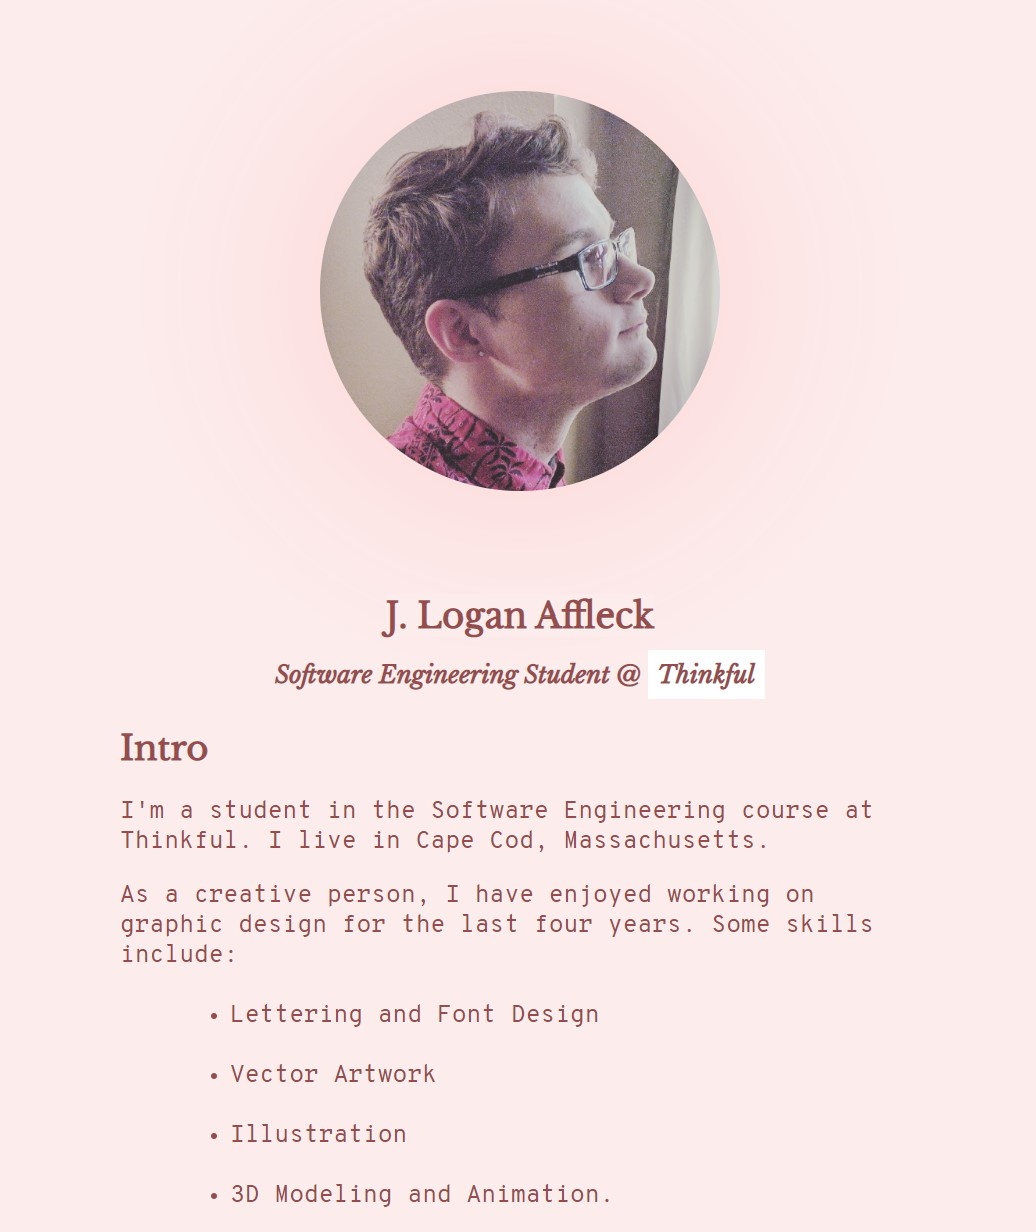 J. Logan Affleck
Software Engineering Student @ Thinkful
Intro
I'm a student in the Software Engineering course at
Thinkful. I live in Cape Cod, Massachusetts.
As a creative person, I have enjoyed working on
graphic design for the last four years. Some skills
include:
• Lettering and Font Design
• Vector Artwork
• Illustration
• 3D Modeling and Animation.